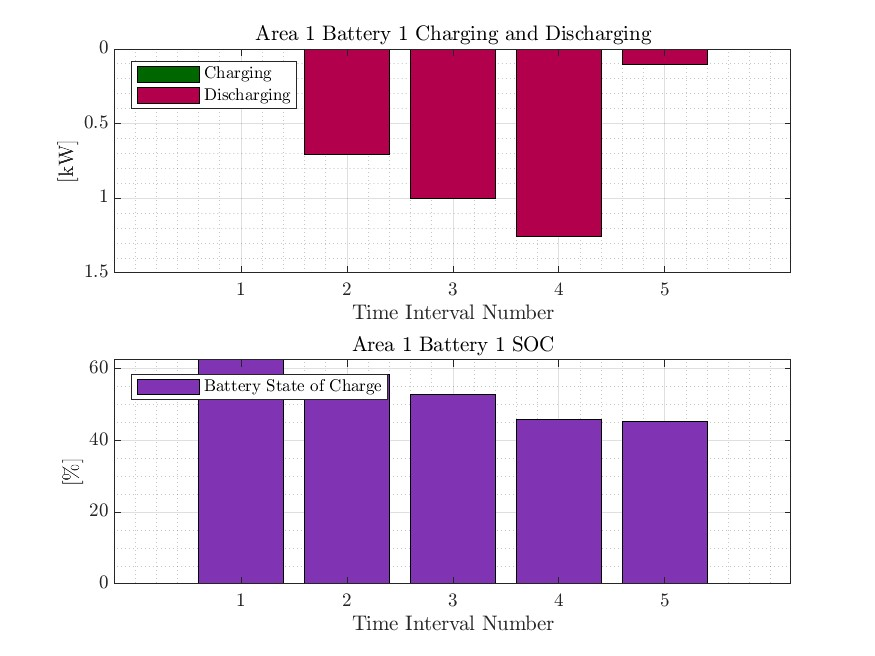 Area 1 Battery 1 Charging and Discharging
0
0.5
1
1.5
[kW]
Charging
Discharging
1 2 3 4 5
Time Interval Number
Area 1 Battery 1 SOC
60
40
20
0
[%]
Battery State of Charge
1 2 3 4 5
Time Interval Number